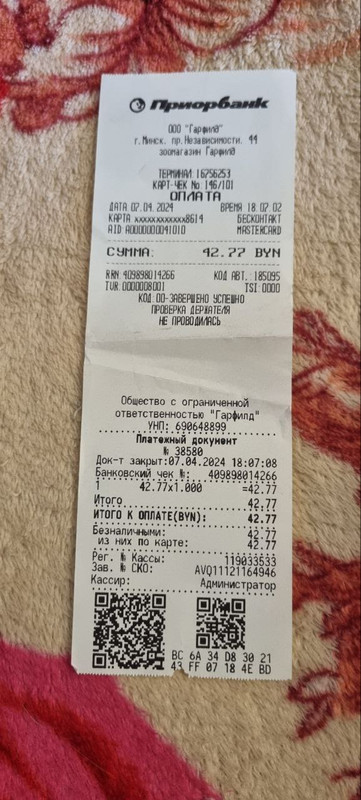 Приорбанк
ООО "Гарфилд"
г.Минск. пр.Независимости. 44
зоомагазин Гарфилд
ТЕРМИНАЛ 16756253
КАРТ-ЧЕК № 146/101
ОПЛАТА
ДАТА 07.04.2024 ВРЕМЯ 18.07.02
КАРТА xxxxxxxxxxxx8614 БЕСКОНТАКТ
AID A0000000041010 MASTERCARD
СУММА: 42.77 BYN
RRN 409898014266 КОД АВТ. 185095
TUR 0000008001 TSI 0000
КОД 00-ЗАВЕРШЕНО УСПЕШНО
ПРОВЕРКА ДЕРЖАТЕЛЯ
НЕ ПРОВОДИЛАСЬ
Общество с ограниченной
ответственностью "Гарфилд"
УНП: 690648899
Платежный документ
№ 38580
Док-т закрыт:07.04.2024 18:07:08
Банковский чек №: 409898014266
1 42.77x1.000 =42.77
Итого 42.77
ИТОГО К ОПЛАТЕ(BYN): 42.77
Безналичными: 42.77
из них по карте: 42.77
Рег. № Кассы: 119033533
Зав. № СКО: AVQ11121164946
Кассир: Администратор
BC 6A 34 D8 30 21
43 FF 07 18 4E BD